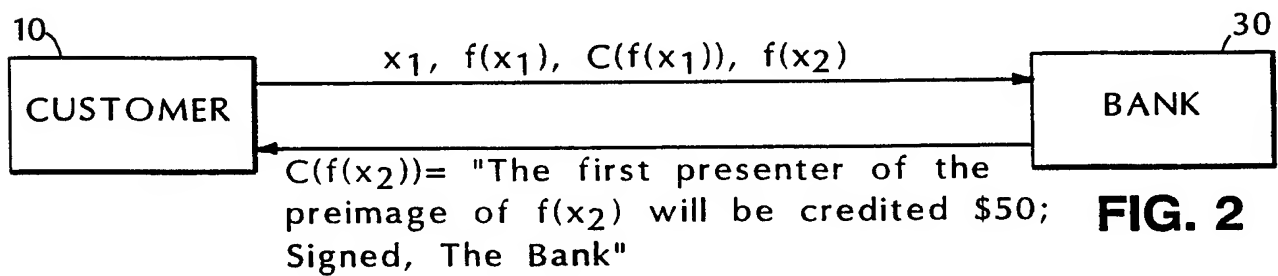 10
30
x1, f(x1), C(f(x1)), f(x2)
CUSTOMER
BANK
C(f(x2))= "The first presenter of the
preimage of f(x2) will be credited $50;
Signed, The Bank"
FIG. 2